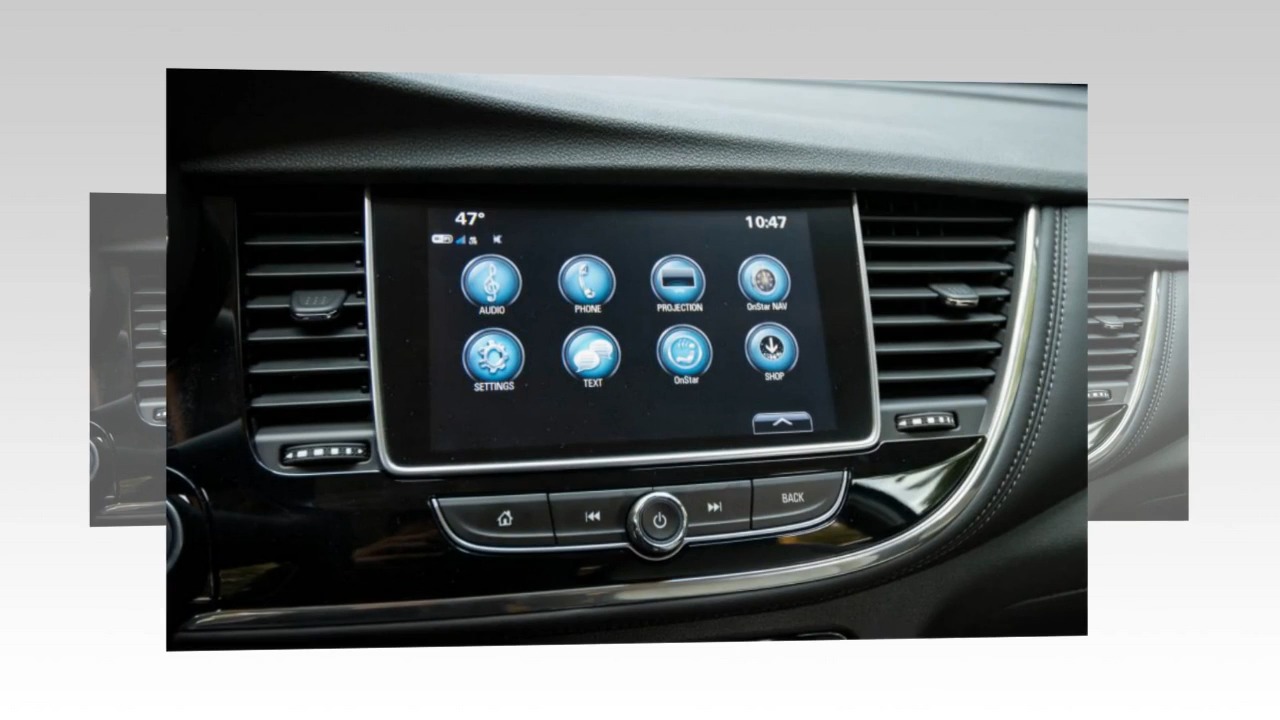 47° 10:47
AUDIO PHONE PROJECTION OnStar NAV
SETTINGS TEXT OnStar SHOP
BACK